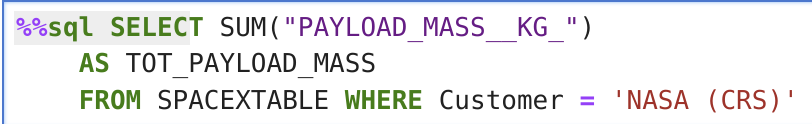 %%sql SELECT SUM("PAYLOAD_MASS__KG_")
AS TOT_PAYLOAD_MASS
FROM SPACEXTABLE WHERE Customer = 'NASA (CRS)'